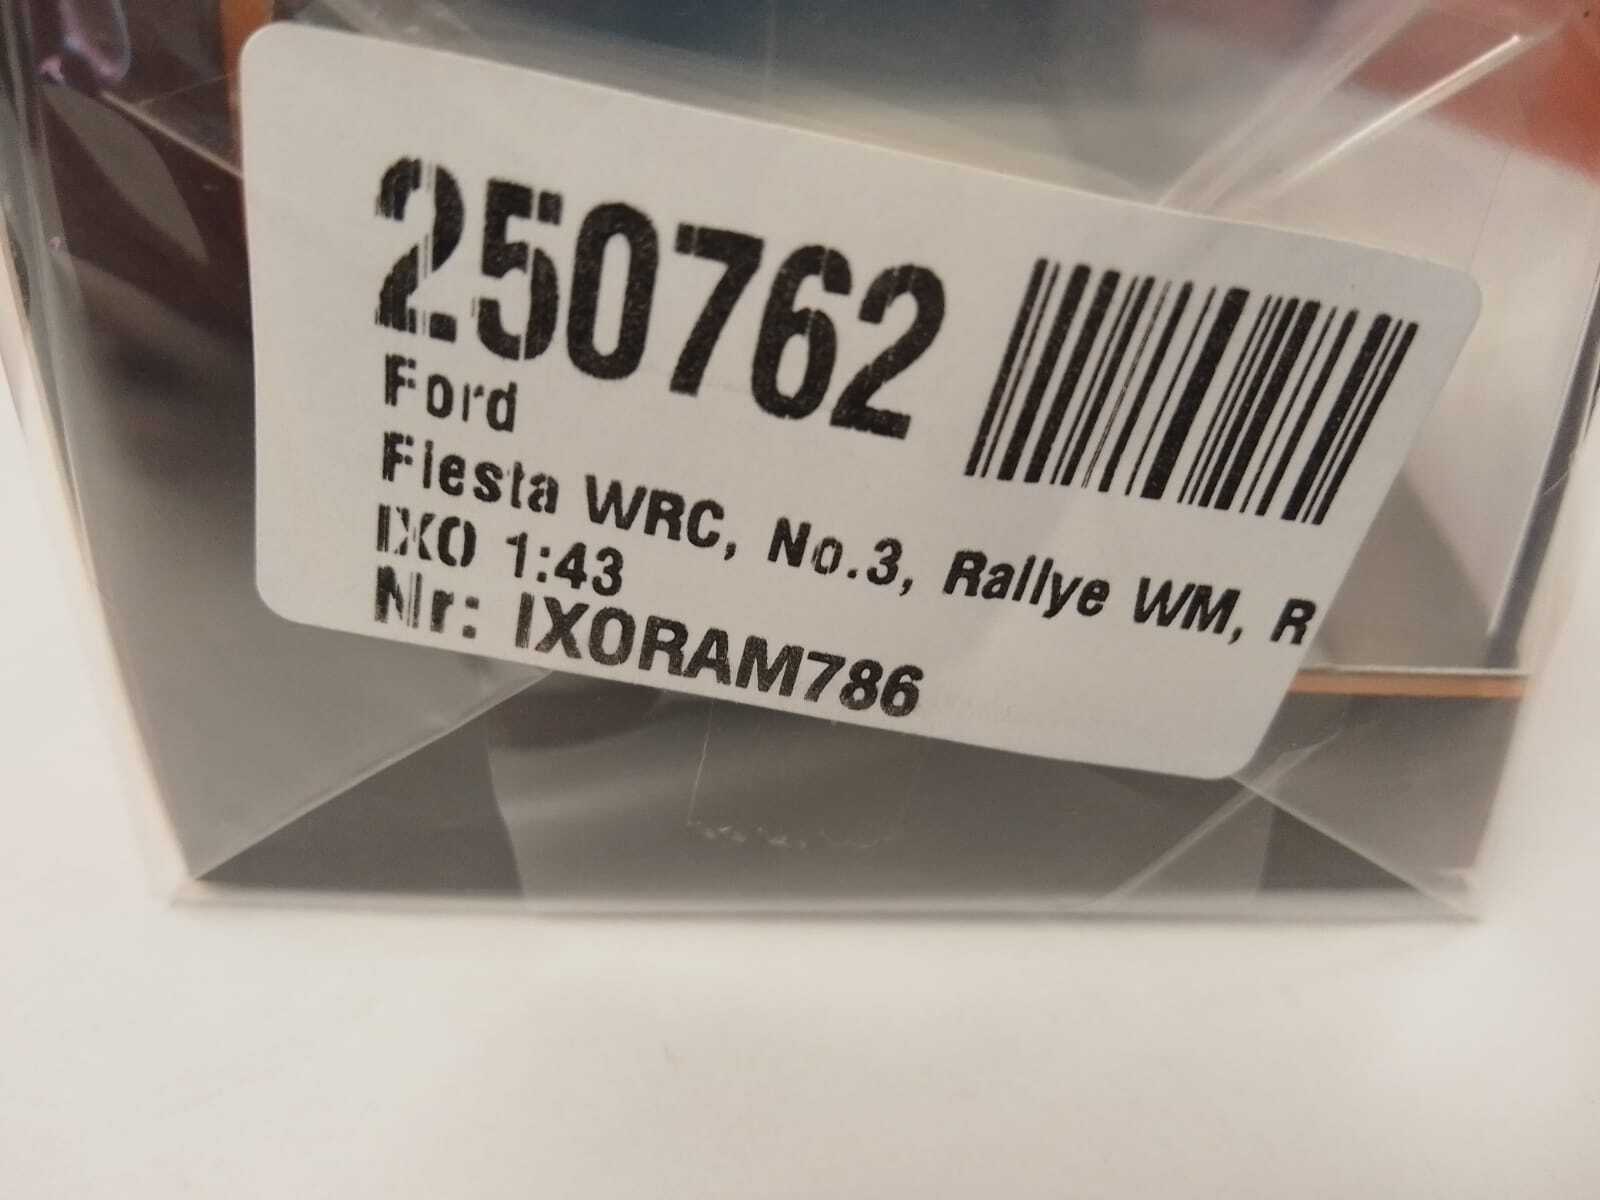 250762
Ford
Fiesta WRC, No.3, Rallye WM, R
IXO 1:43
Nr: IXORAM786